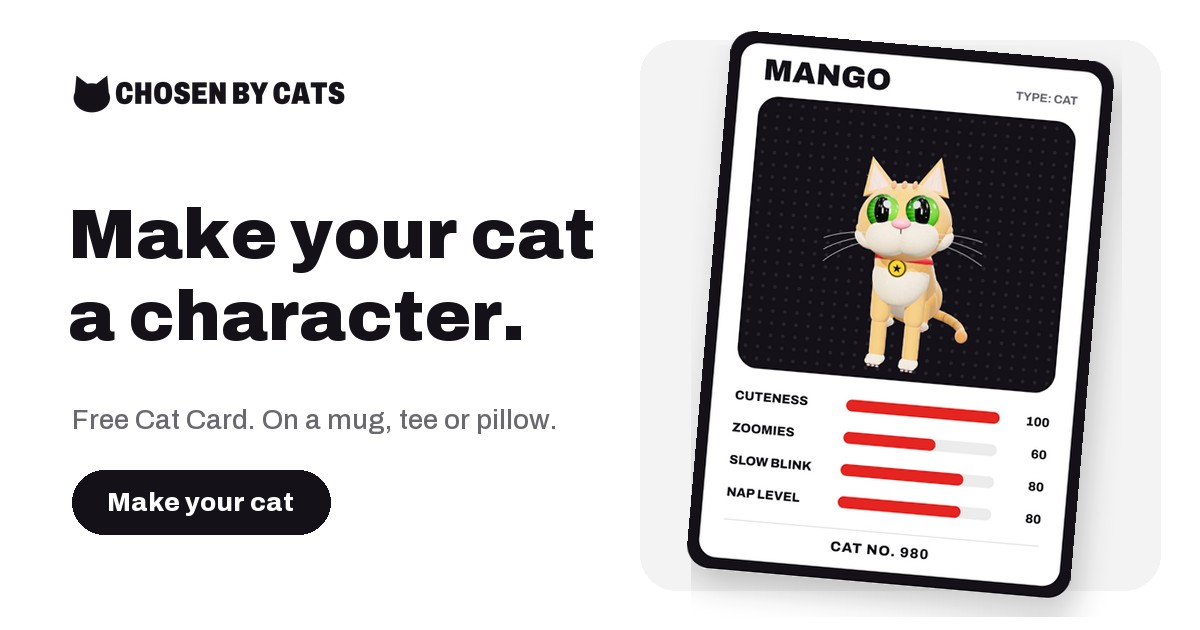 CHOSEN BY CATS
Make your cat
a character.
Free Cat Card. On a mug, tee or pillow.
Make your cat
MANGO
TYPE: CAT
CUTENESS 100
ZOOMIES 60
SLOW BLINK 80
NAP LEVEL 80
CAT NO. 980